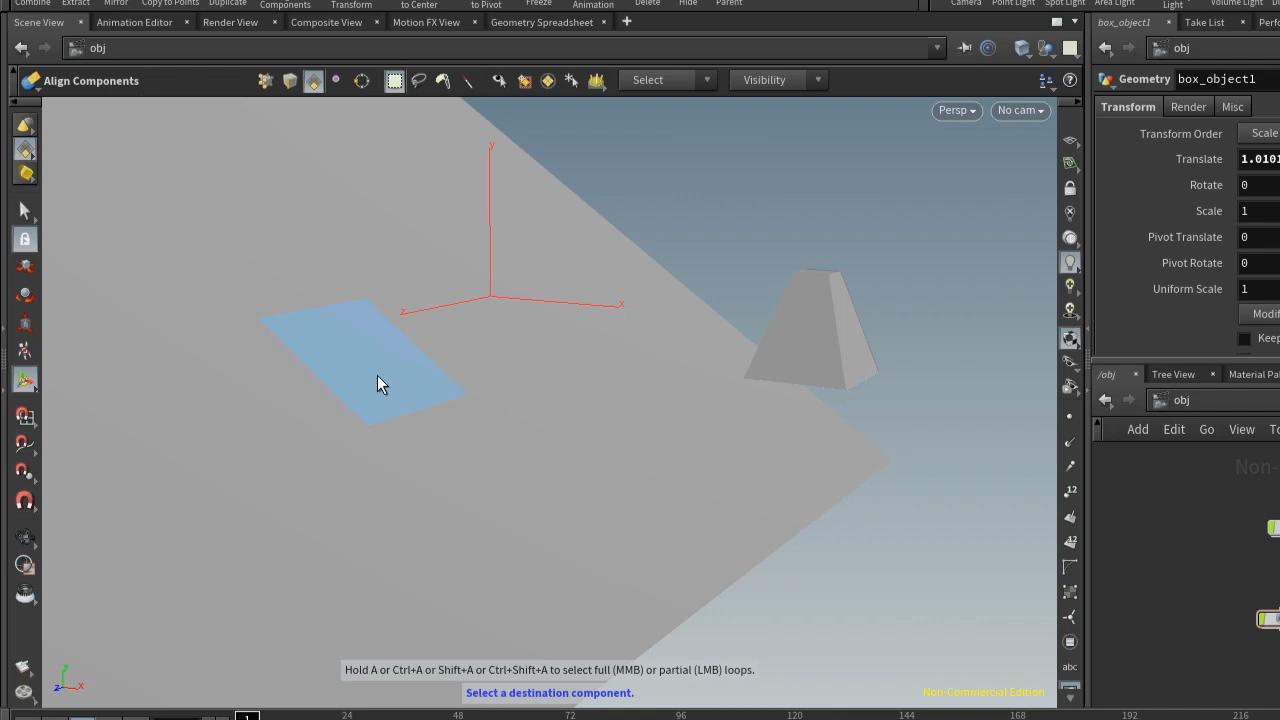 Combine Extract Copy to Points Duplicate Components Transform to Center to Pivot Freeze Animation Delete Hide Parent Camera Point Light Spot Light Area Light Light Volume Light
Scene View Animation Editor Render View Composite View Motion FX View Geometry Spreadsheet
box_object1 Take List
obj
obj
Align Components
Select
Visibility
Geometry
box_object1
Persp
No cam
Transform
Render
Misc
Transform Order
Scale
Translate 1.0101
Rotate 0
Scale 1
Pivot Translate 0
Pivot Rotate 0
Uniform Scale 1
y
z
x
/obj Tree View
obj
Add Edit Go View
Non-
12
12
abc
y
z x
Hold A or Ctrl+A or Shift+A or Ctrl+Shift+A to select full (MMB) or partial (LMB) loops.
Select a destination component.
Non-Commercial Edition
1 24 48 72 96 120 144 168 192 216